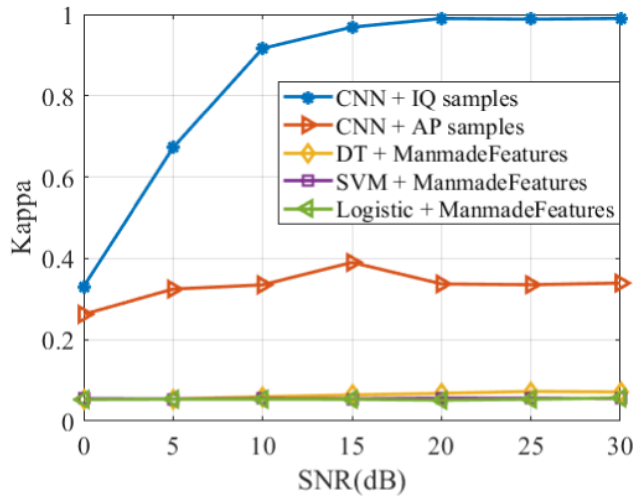 1
0.8
0.6
0.4
0.2
0
Kappa
CNN + IQ samples
CNN + AP samples
DT + ManmadeFeatures
SVM + ManmadeFeatures
Logistic + ManmadeFeatures
0 5 10 15 20 25 30
SNR(dB)